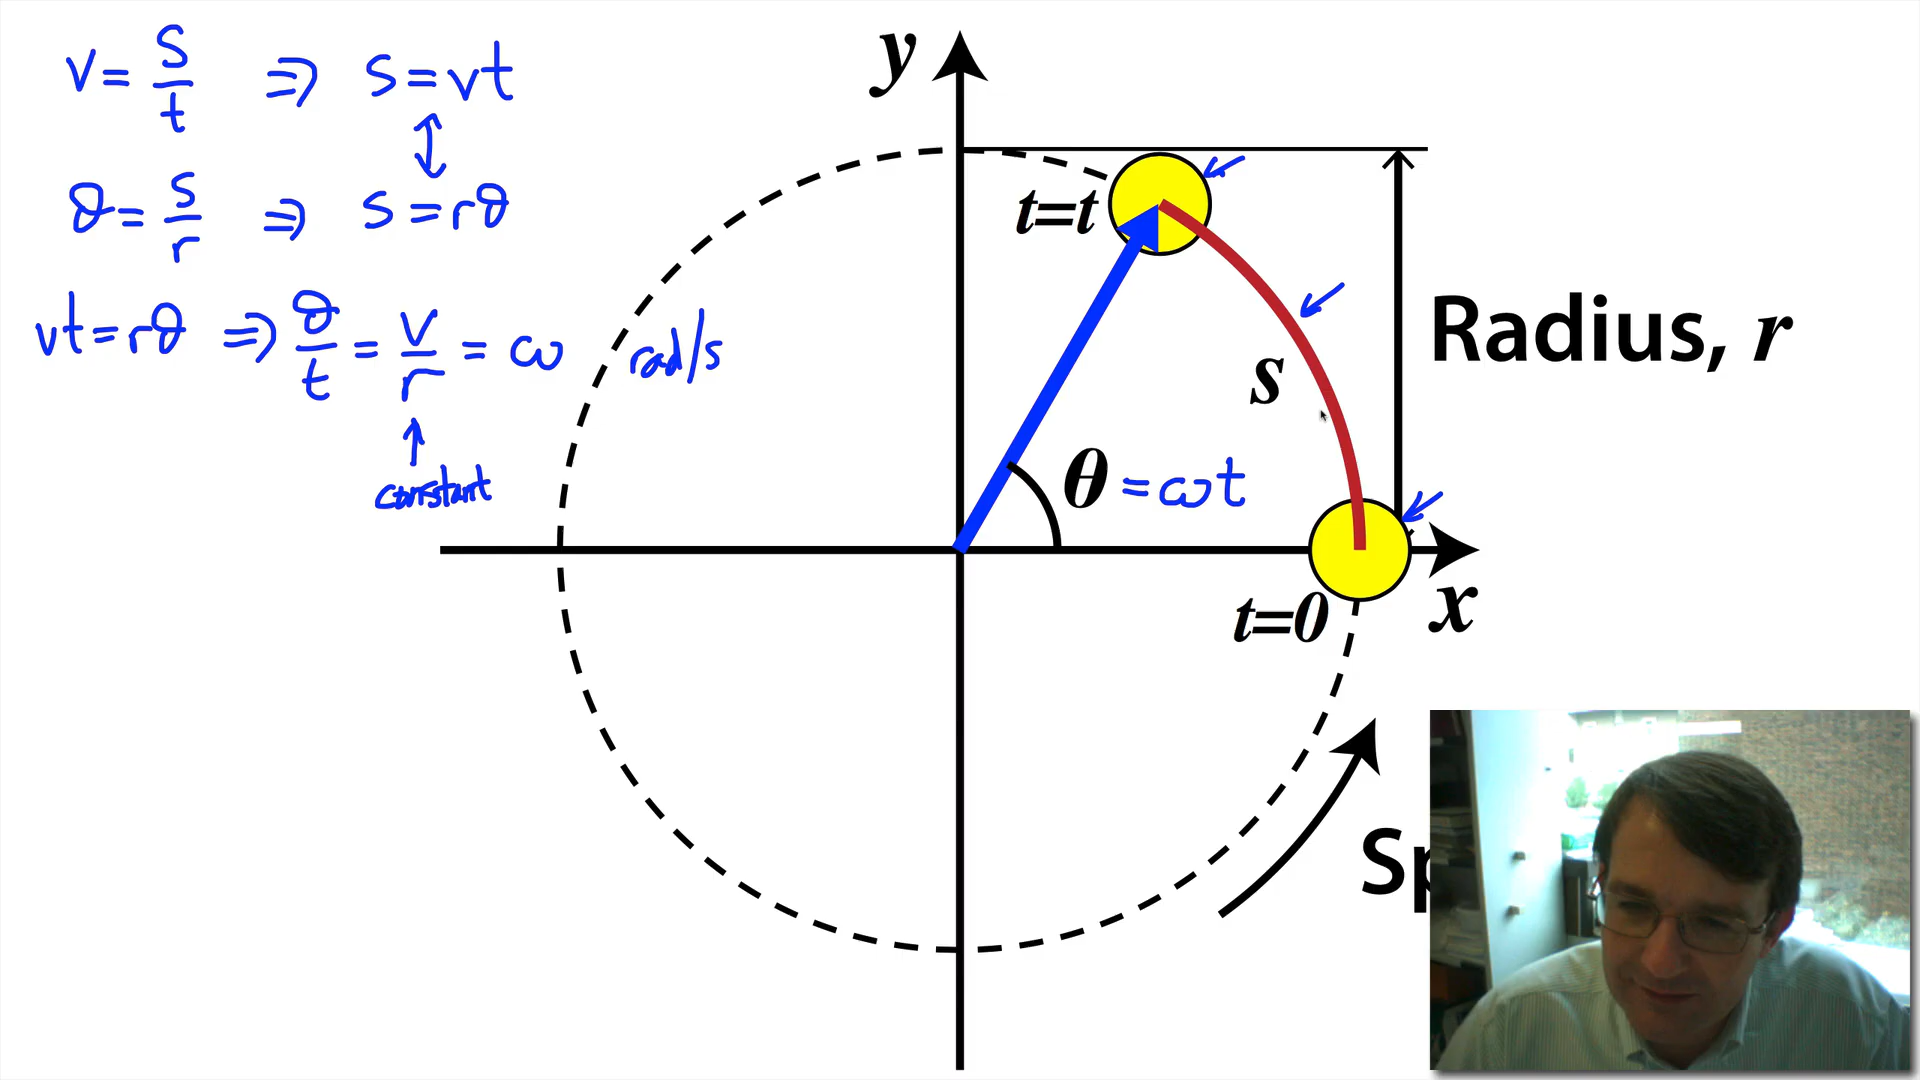 v = s/t ⇒ s = vt
θ = s/r ⇒ s = rθ
vt = rθ ⇒ θ/t = v/r = ω rad/s
constant
y
t=t
Radius, r
s
θ = ωt
t=0
x
Sp